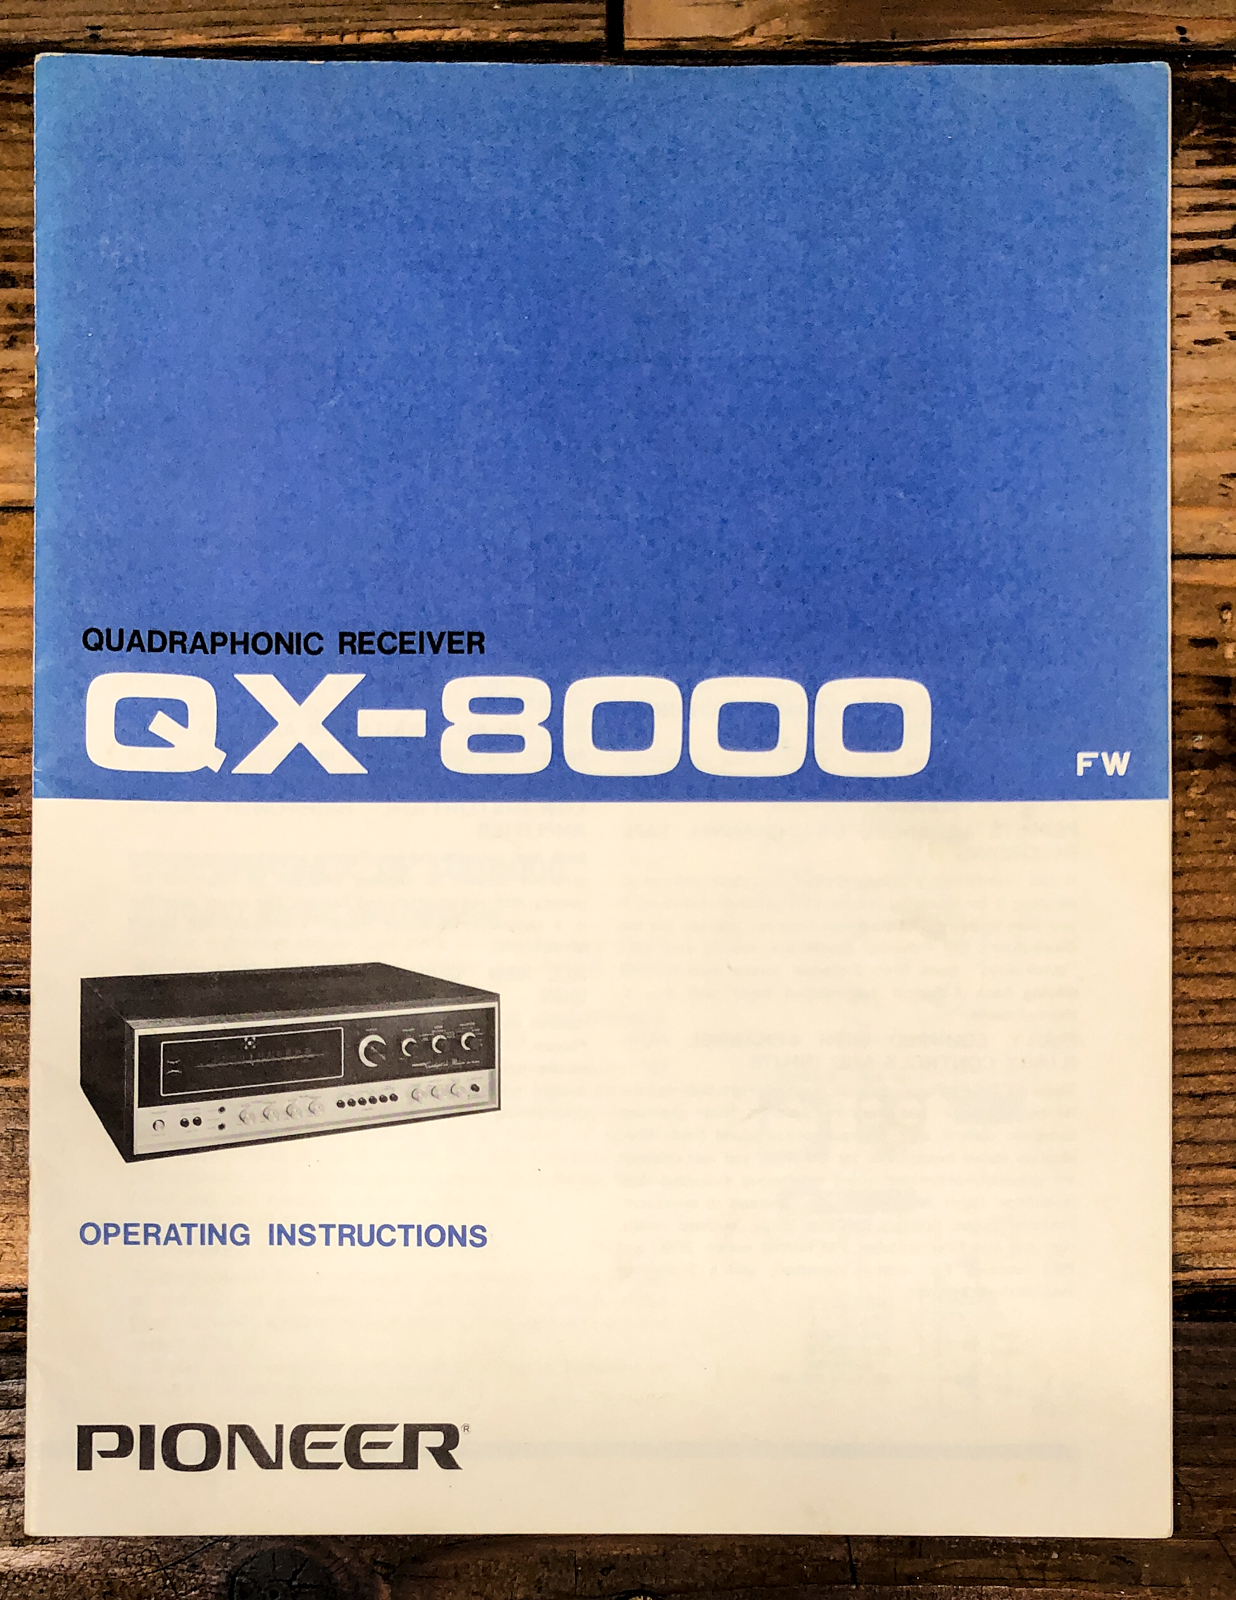 QUADRAPHONIC RECEIVER
QX-8000
FW
OPERATING INSTRUCTIONS
PIONEER®